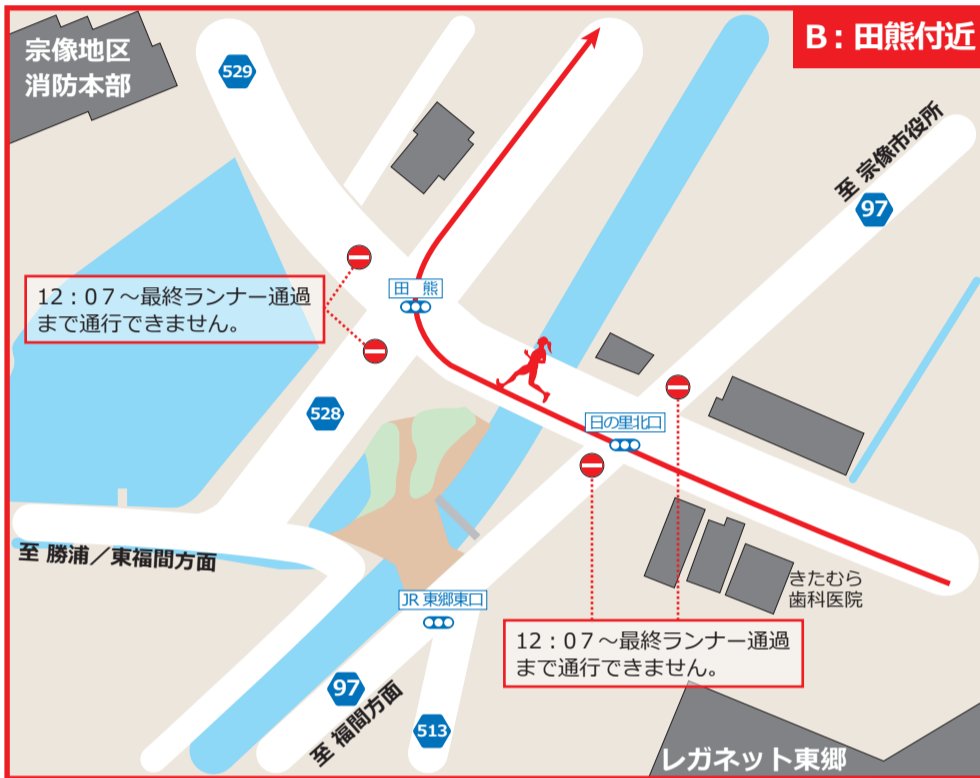 B：田熊付近
宗像地区
消防本部
529
至 宗像市役所
97
12：07～最終ランナー通過
まで通行できません。
田　熊
528
日の里北口
至 勝浦／東福間方面
JR 東郷東口
きたむら
歯科医院
12：07～最終ランナー通過
まで通行できません。
97
至 福間方面
513
レガネット東郷